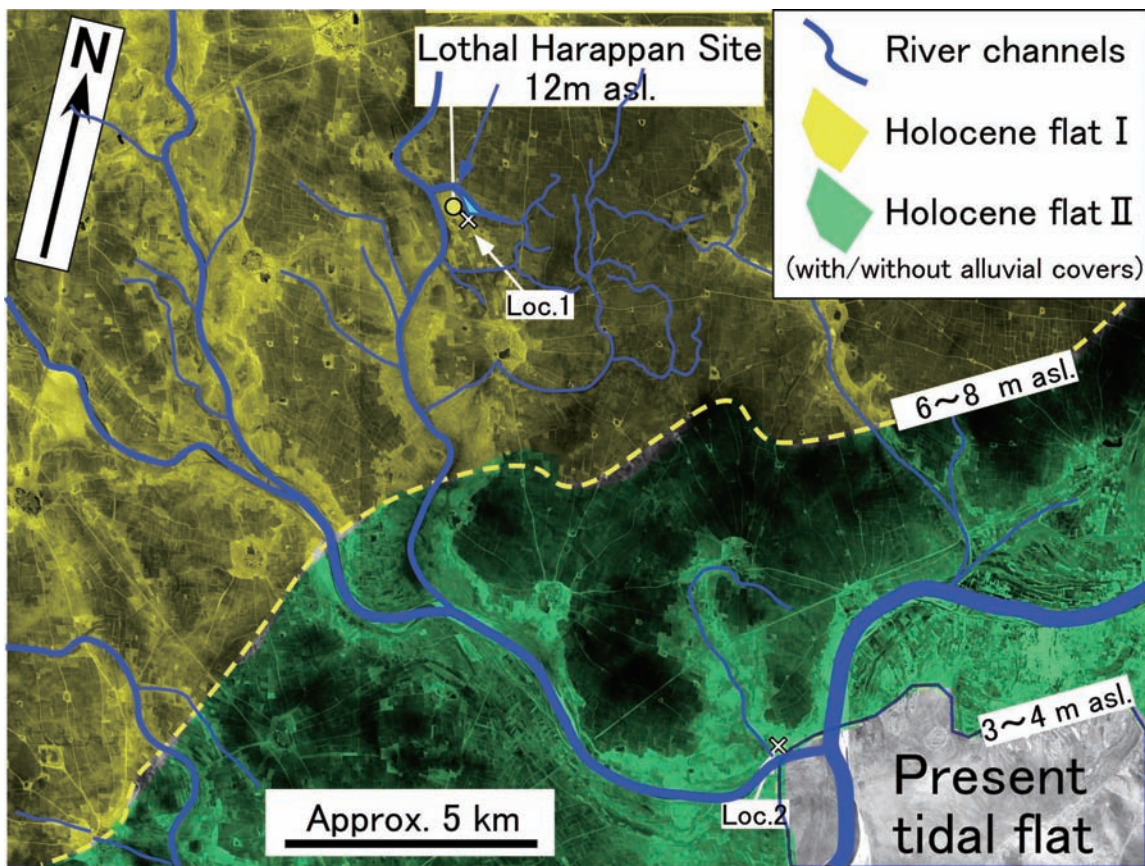 N
Lothal Harappan Site
12m asl.
Loc.1
River channels
Holocene flat I
Holocene flat II
(with/without alluvial covers)
6～8 m asl.
3～4 m asl.
Present
tidal flat
Loc.2
Approx. 5 km